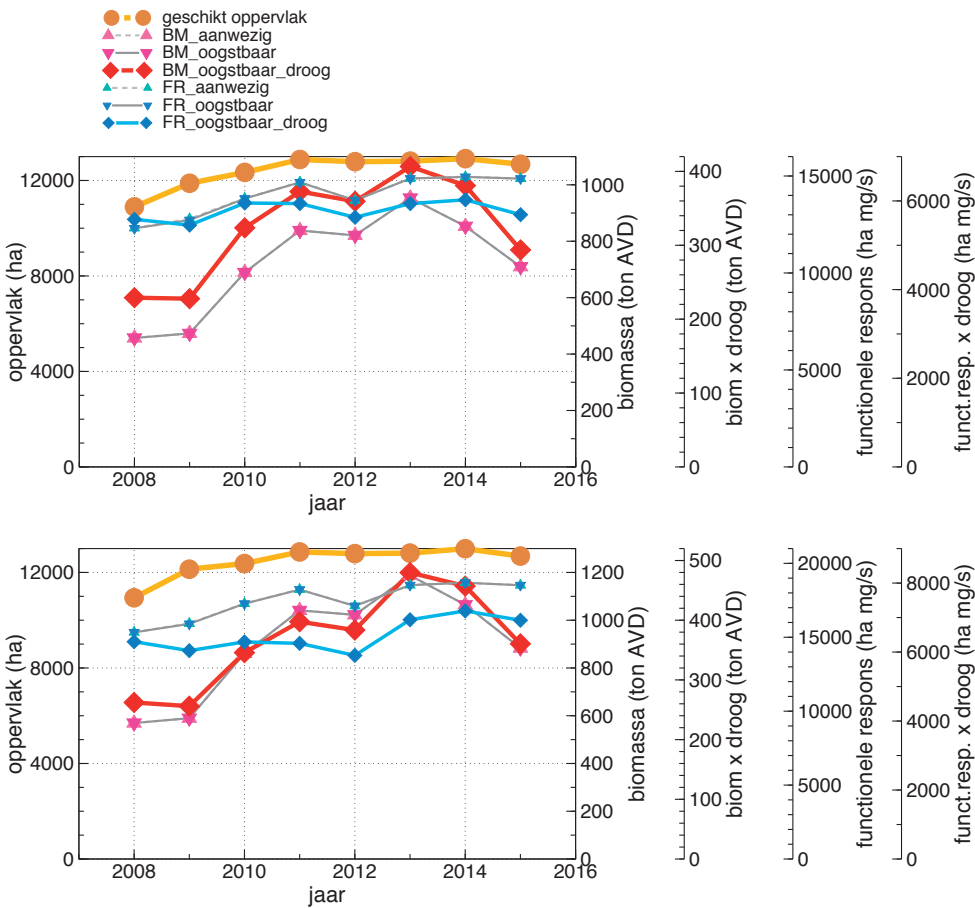 geschikt oppervlak
BM_aanwezig
BM_oogstbaar
BM_oogstbaar_droog
FR_aanwezig
FR_oogstbaar
FR_oogstbaar_droog
oppervlak (ha)
12000
8000
4000
0
2008 2010 2012 2014 2016
jaar
biomassa (ton AVD)
1000
800
600
400
200
0
biom x droog (ton AVD)
400
300
200
100
0
functionele respons (ha mg/s)
15000
10000
5000
0
funct.resp. x droog (ha mg/s)
6000
4000
2000
0
oppervlak (ha)
12000
8000
4000
0
2008 2010 2012 2014 2016
jaar
biomassa (ton AVD)
1200
1000
800
600
400
200
0
biom x droog (ton AVD)
500
400
300
200
100
0
functionele respons (ha mg/s)
20000
15000
10000
5000
0
funct.resp. x droog (ha mg/s)
8000
6000
4000
2000
0